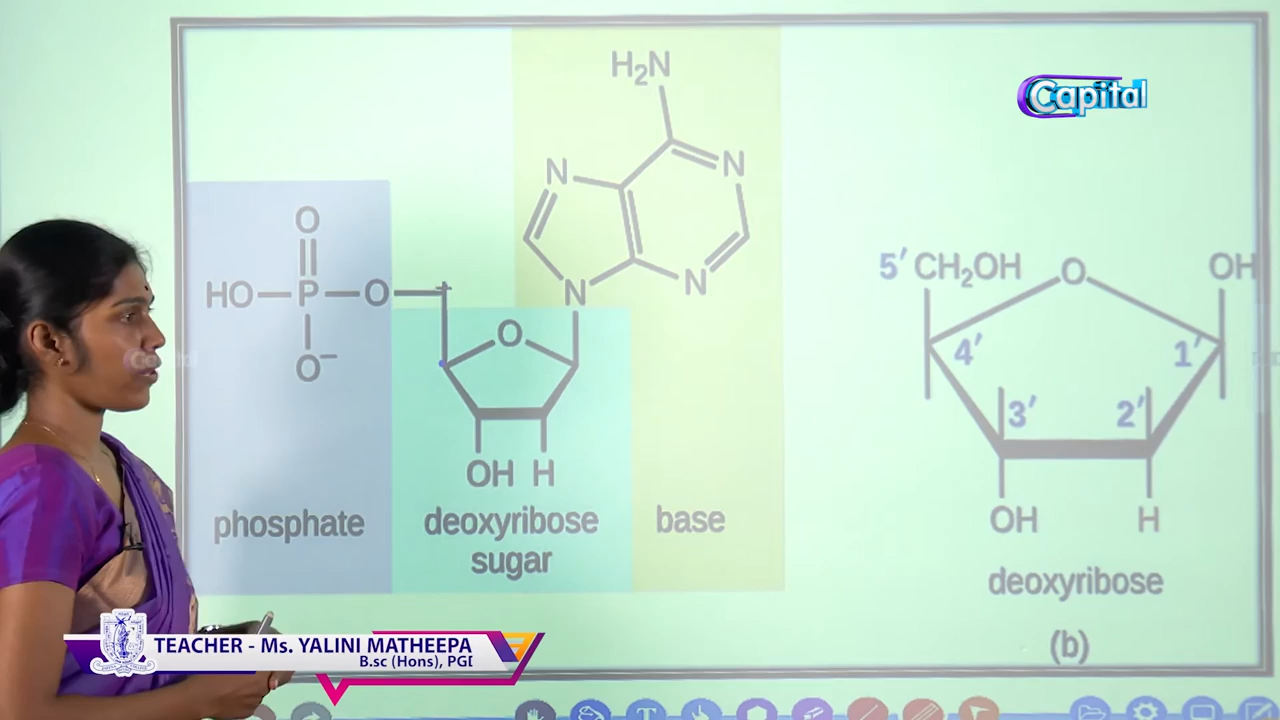 Capital
H₂N
N
N
N
N
O
HO
P
O
O⁻
O
OH H
phosphate
deoxyribose
sugar
base
5′ CH₂OH
O
OH
4′
1′
3′
2′
OH
H
deoxyribose
(b)
TEACHER - Ms. YALINI MATHEEPA
B.sc (Hons), PGD